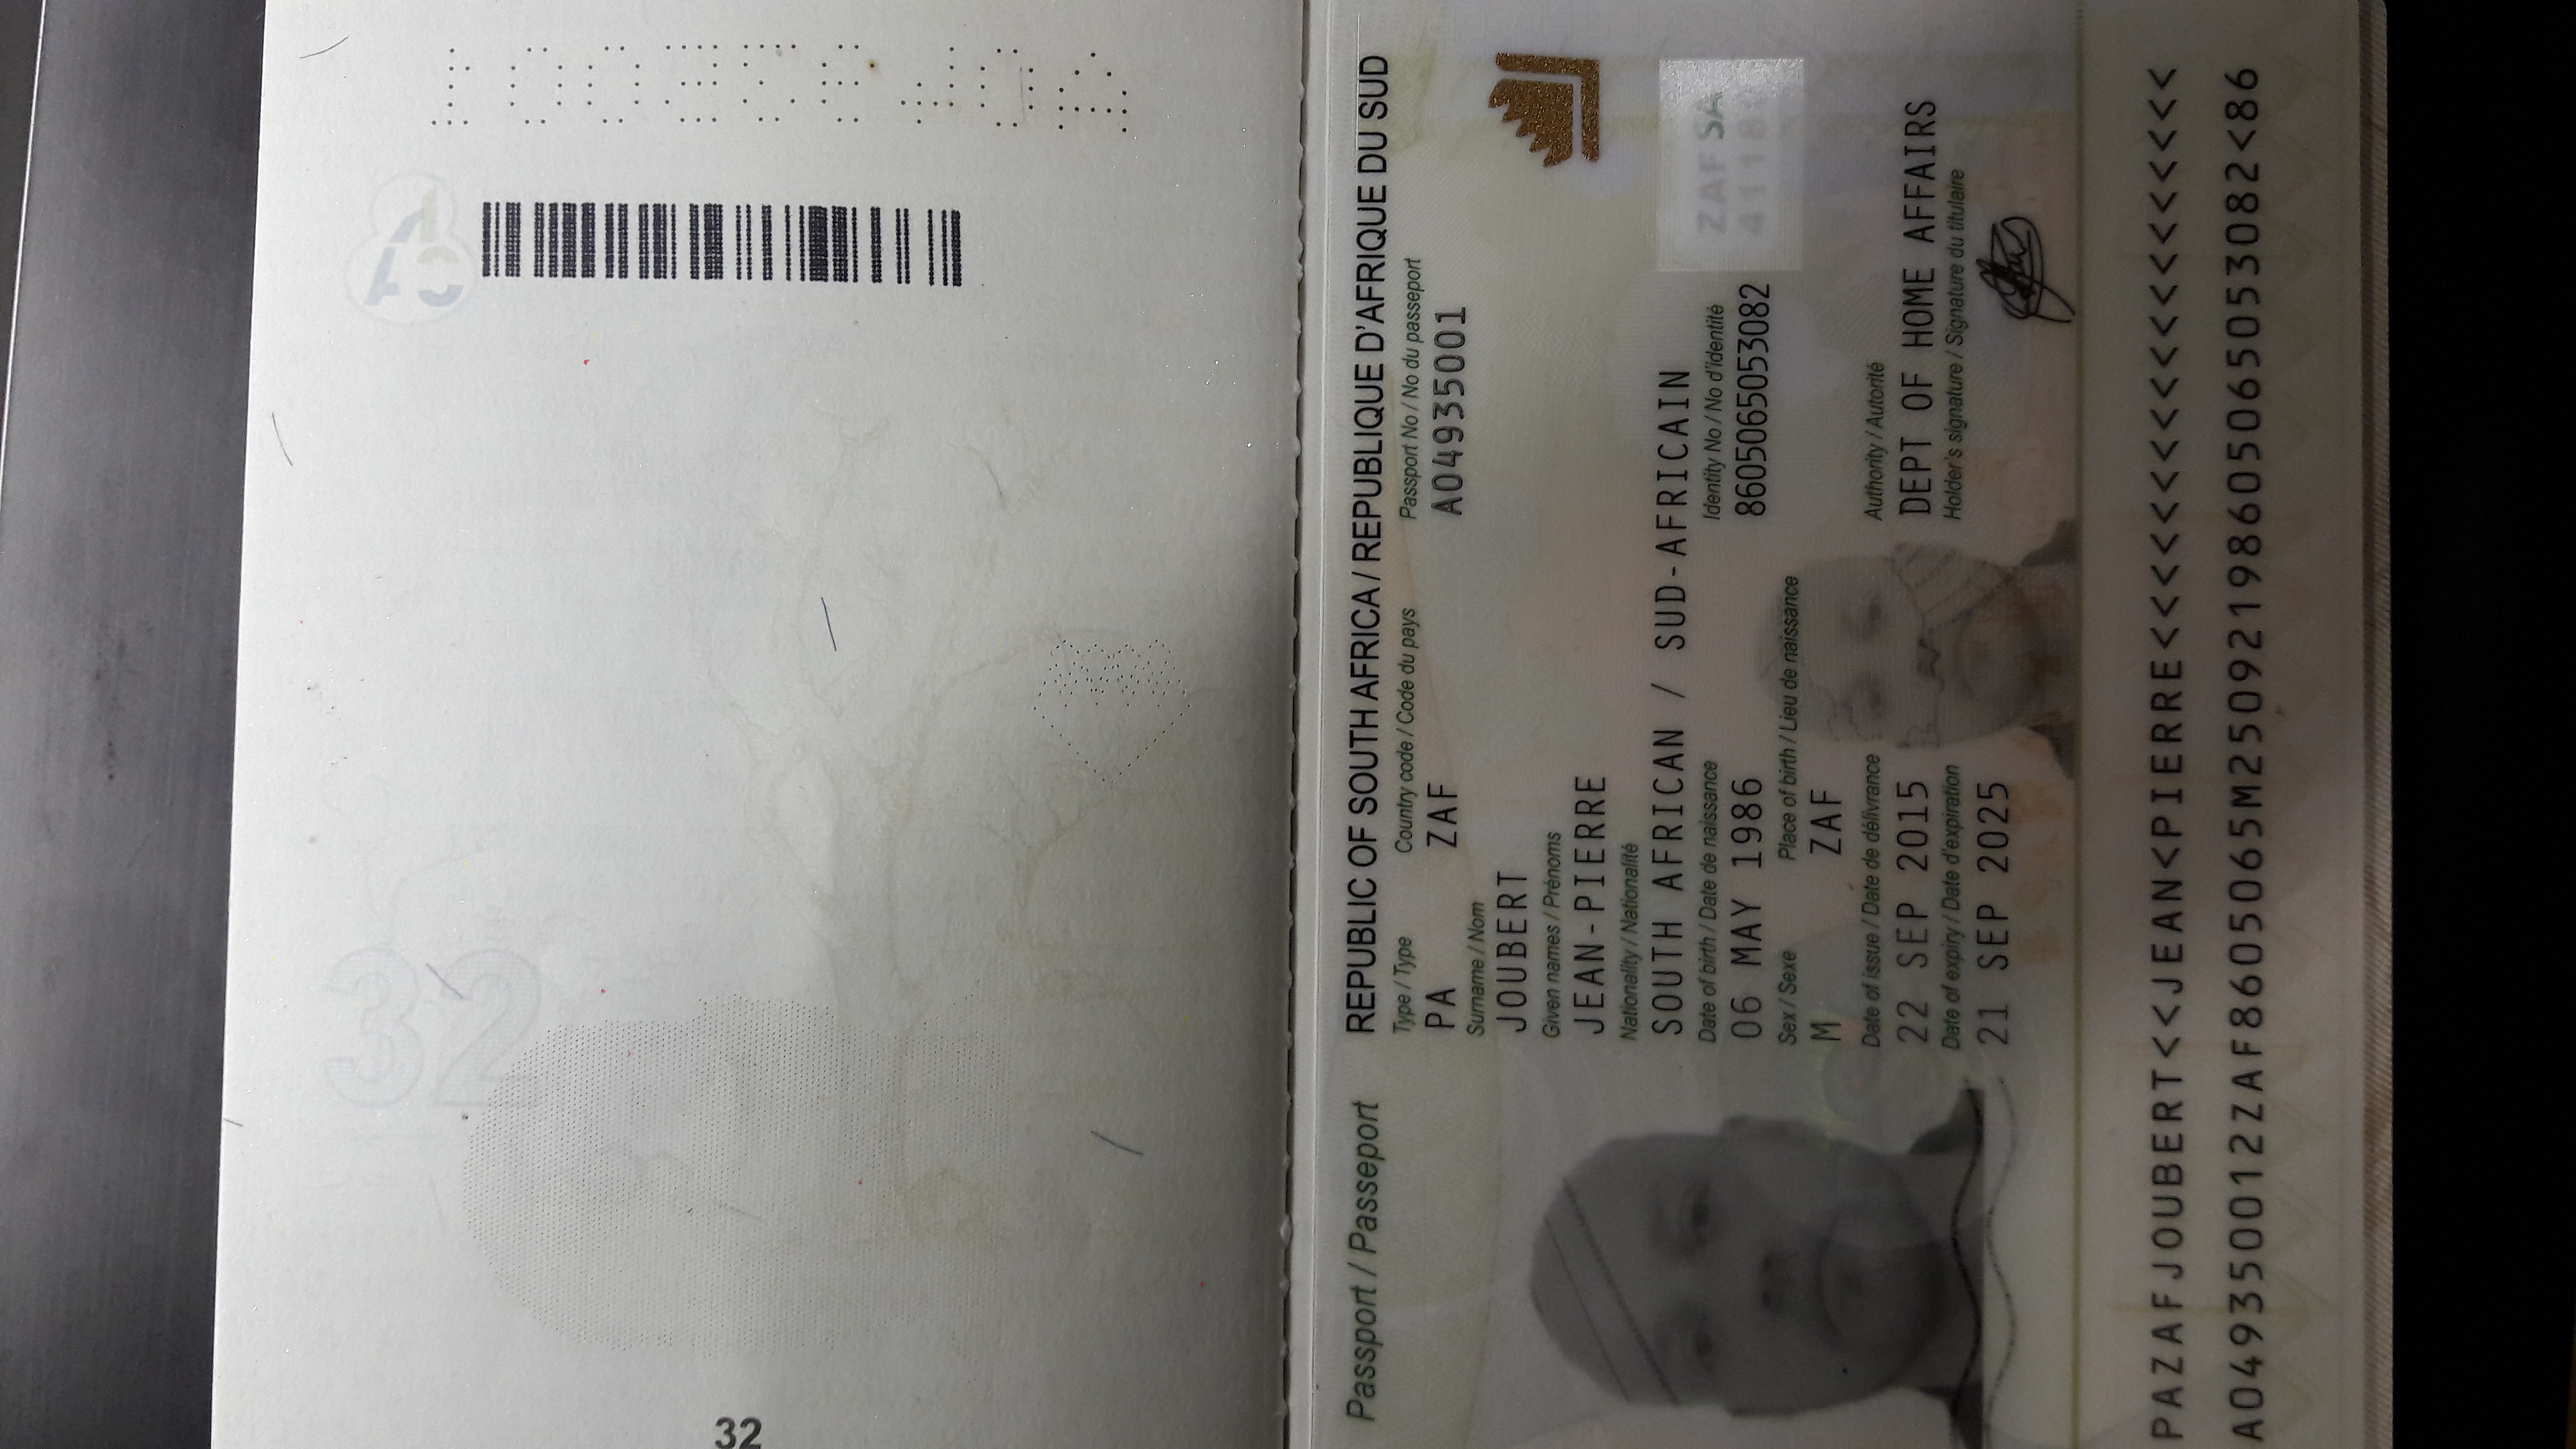 32
32
Passport / Passeport
REPUBLIC OF SOUTH AFRICA / REPUBLIQUE D'AFRIQUE DU SUD
Type / Type Country code / Code du pays Passport No / No du passeport
PA ZAF A04935001
Surname / Nom
JOUBERT
Given names / Prénoms
JEAN-PIERRE
Nationality / Nationalité
SOUTH AFRICAN / SUD-AFRICAIN
Date of birth / Date de naissance Identity No / No d'identité
06 MAY 1986 8605065053082
ZAF SA
Sex / Sexe Place of birth / Lieu de naissance
M ZAF
Date of issue / Date de délivrance Authority / Autorité
22 SEP 2015 DEPT OF HOME AFFAIRS
Date of expiry / Date d'expiration Holder's signature / Signature du titulaire
21 SEP 2025
PAZAFJOUBERT<<JEAN<PIERRE<<<<<<<<<<<<<<<<<<<
A049350012ZAF8605065M25092198605065053082<86